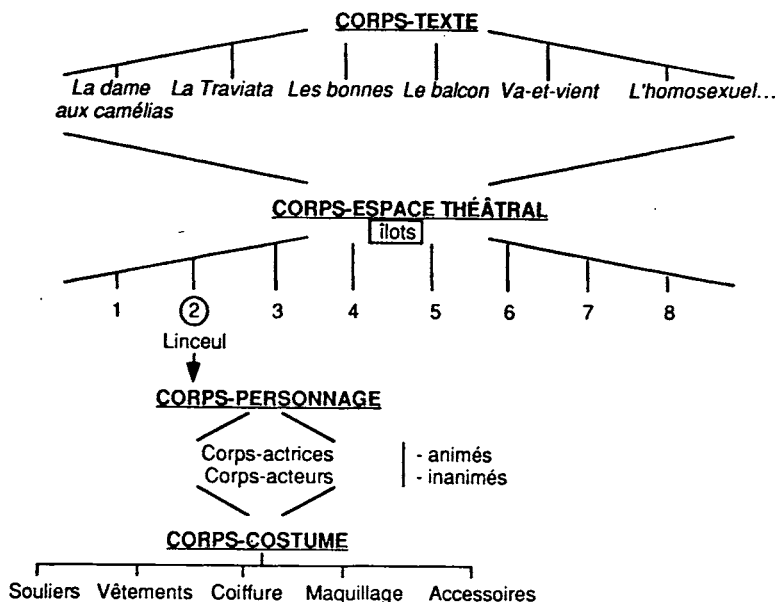 CORPS-TEXTE
La dame aux camélias La Traviata Les bonnes Le balcon Va-et-vient L'homosexuel...
CORPS-ESPACE THÉÂTRAL
îlots
1 2 3 4 5 6 7 8
Linceul
CORPS-PERSONNAGE
Corps-actrices - animés
Corps-acteurs - inanimés
CORPS-COSTUME
Souliers Vêtements Coiffure Maquillage Accessoires